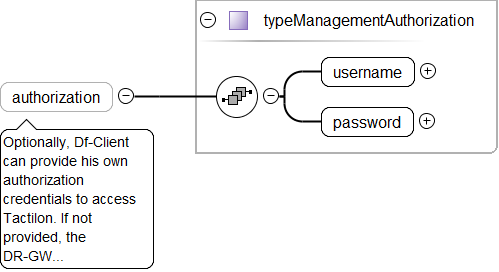 typeManagementAuthorization
authorization
username
password
Optionally, Df-Client
can provide his own
authorization
credentials to access
Tactilon. If not
provided, the
DR-GW...